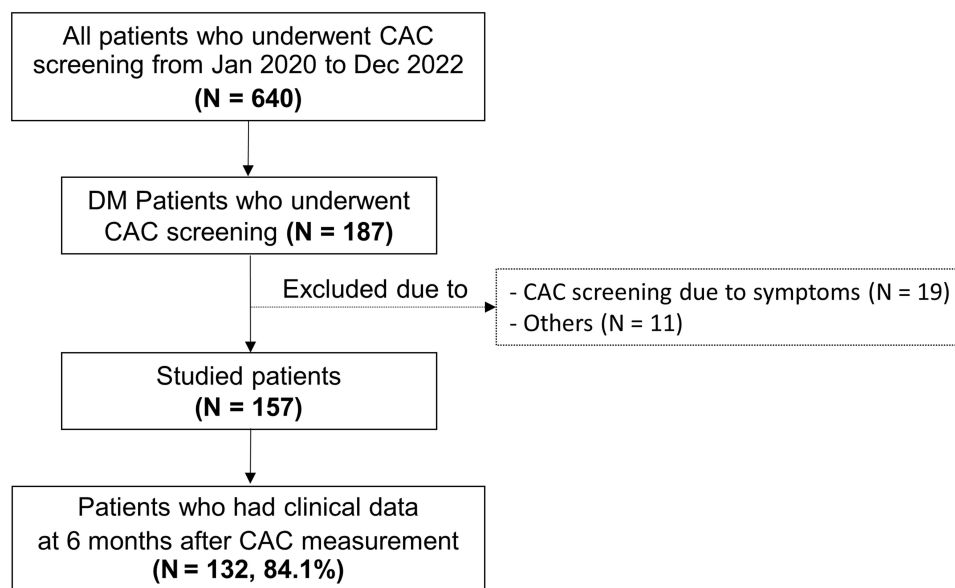 All patients who underwent CAC
screening from Jan 2020 to Dec 2022
(N = 640)
DM Patients who underwent
CAC screening (N = 187)
Excluded due to
- CAC screening due to symptoms (N = 19)
- Others (N = 11)
Studied patients
(N = 157)
Patients who had clinical data
at 6 months after CAC measurement
(N = 132, 84.1%)